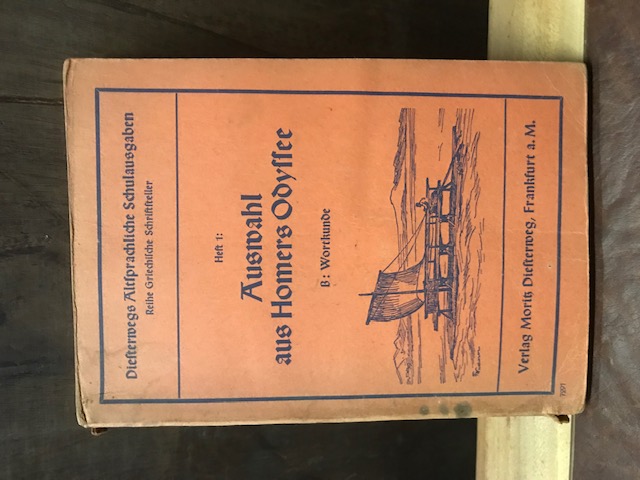 Diesterwegs Altsprachliche Schulausgaben
Reihe Griechische Schriftsteller
Heft 1:
Auswahl
aus Homers Odyssee
B: Wortkunde
Verlag Moritz Diesterweg, Frankfurt a. M.